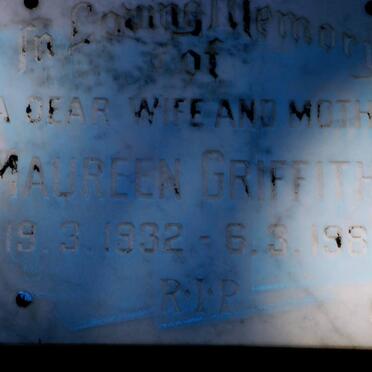 In Loving Memory
of
A DEAR WIFE AND MOTH
MAUREEN GRIFFITH
19.3.1932 - 6.3.198
R·I·P